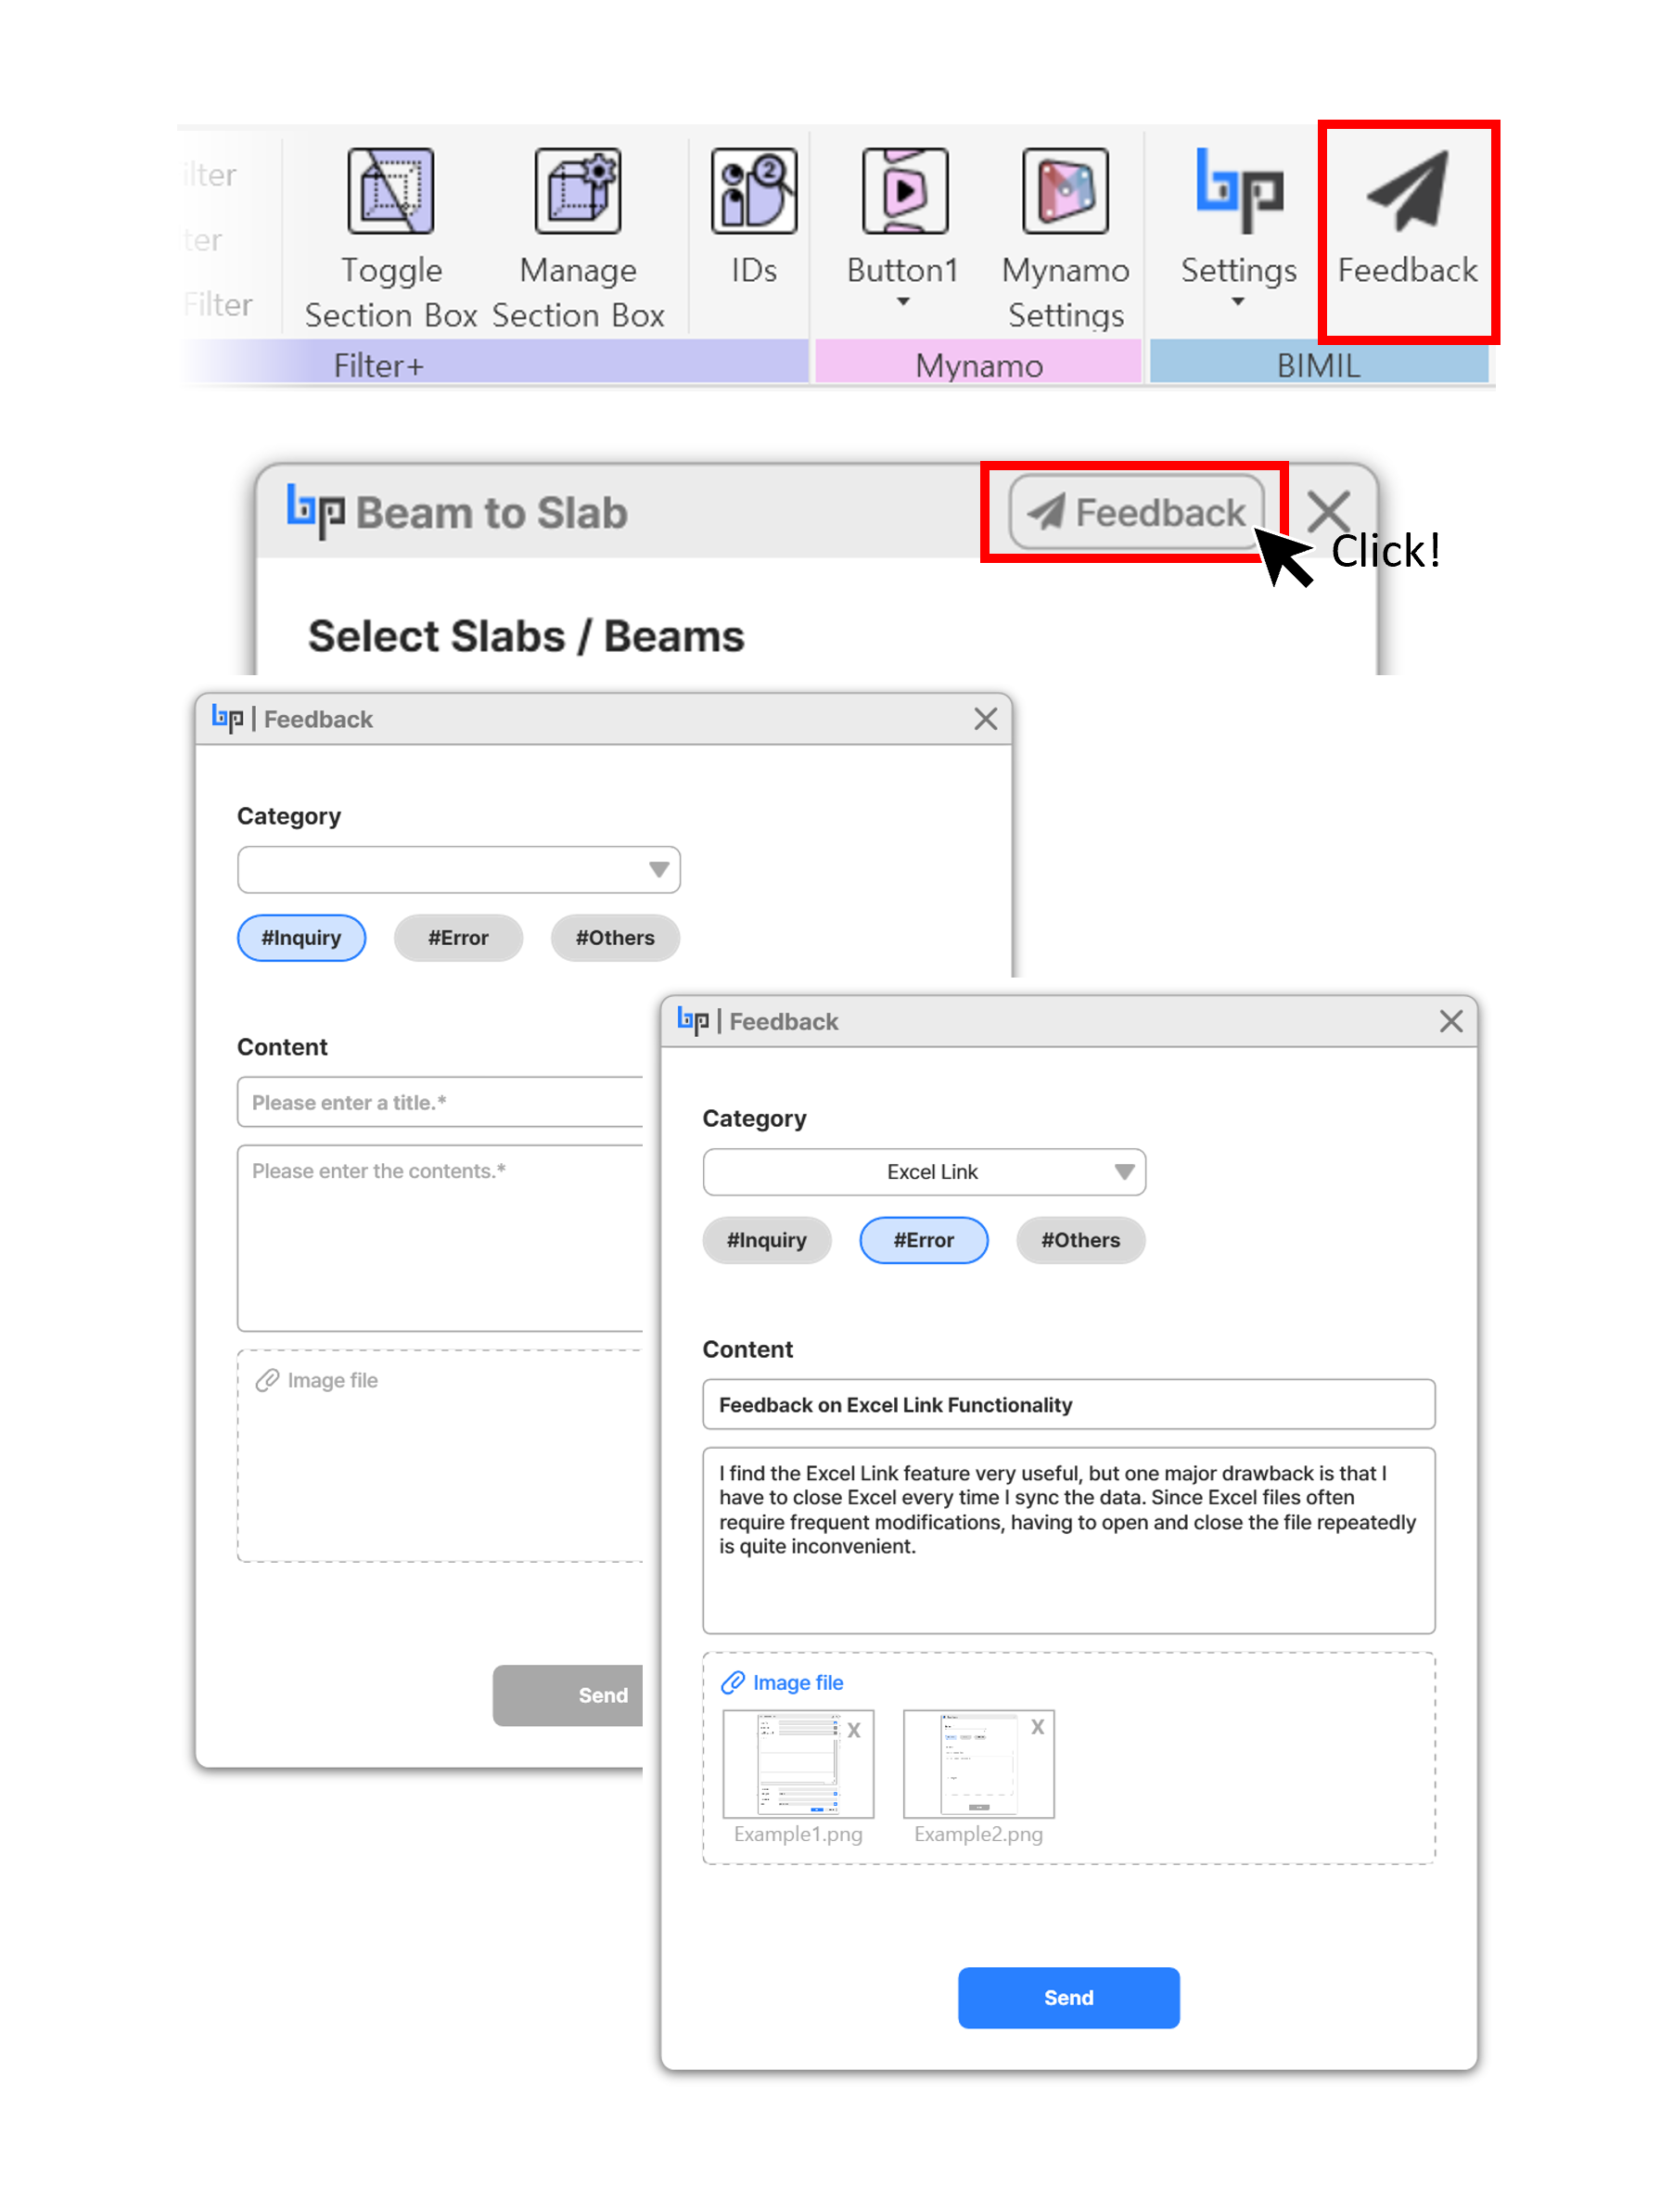 ilter
ter
Filter
Toggle
Section Box
Manage
Section Box
2
IDs
Button1
Mynamo
Settings
bp
Settings
Feedback
Filter+
Mynamo
BIMIL
bp Beam to Slab
Feedback
Click!
Select Slabs / Beams
bp | Feedback
Category
#Inquiry #Error #Others
Content
Please enter a title.*
Please enter the contents.*
Image file
Send
bp | Feedback
Category
Excel Link
#Inquiry #Error #Others
Content
Feedback on Excel Link Functionality
I find the Excel Link feature very useful, but one major drawback is that I
have to close Excel every time I sync the data. Since Excel files often
require frequent modifications, having to open and close the file repeatedly
is quite inconvenient.
Image file
X
X
Example1.png
Example2.png
Send